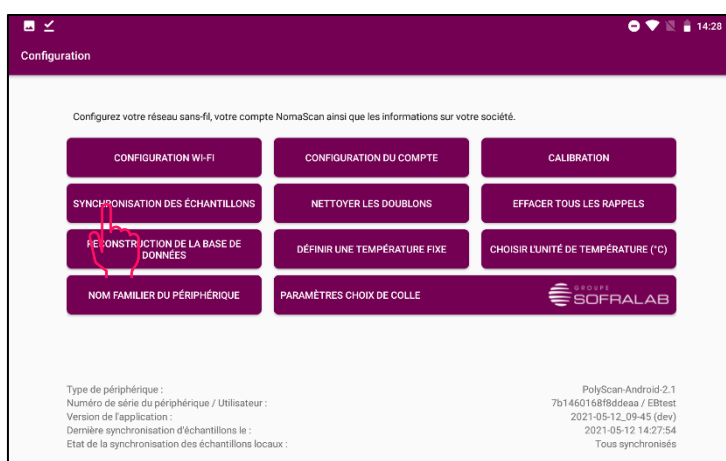 14:28
Configuration
Configurez votre réseau sans-fil, votre compte NomaScan ainsi que les informations sur votre société.
CONFIGURATION WI-FI
CONFIGURATION DU COMPTE
CALIBRATION
SYNCHRONISATION DES ÉCHANTILLONS
NETTOYER LES DOUBLONS
EFFACER TOUS LES RAPPELS
RECONSTRUCTION DE LA BASE DE
DONNÉES
DÉFINIR UNE TEMPÉRATURE FIXE
CHOISIR L'UNITÉ DE TEMPÉRATURE (°C)
NOM FAMILIER DU PÉRIPHÉRIQUE
PARAMÈTRES CHOIX DE COLLE
GROUPE
SOFRALAB
Type de périphérique :
PolyScan-Android-2.1
Numéro de série du périphérique / Utilisateur :
7b1460168f8ddeaa / EBtest
Version de l'application :
2021-05-12_09-45 (dev)
Dernière synchronisation d'échantillons le :
2021-05-12 14:27:54
Etat de la synchronisation des échantillons locaux :
Tous synchronisés